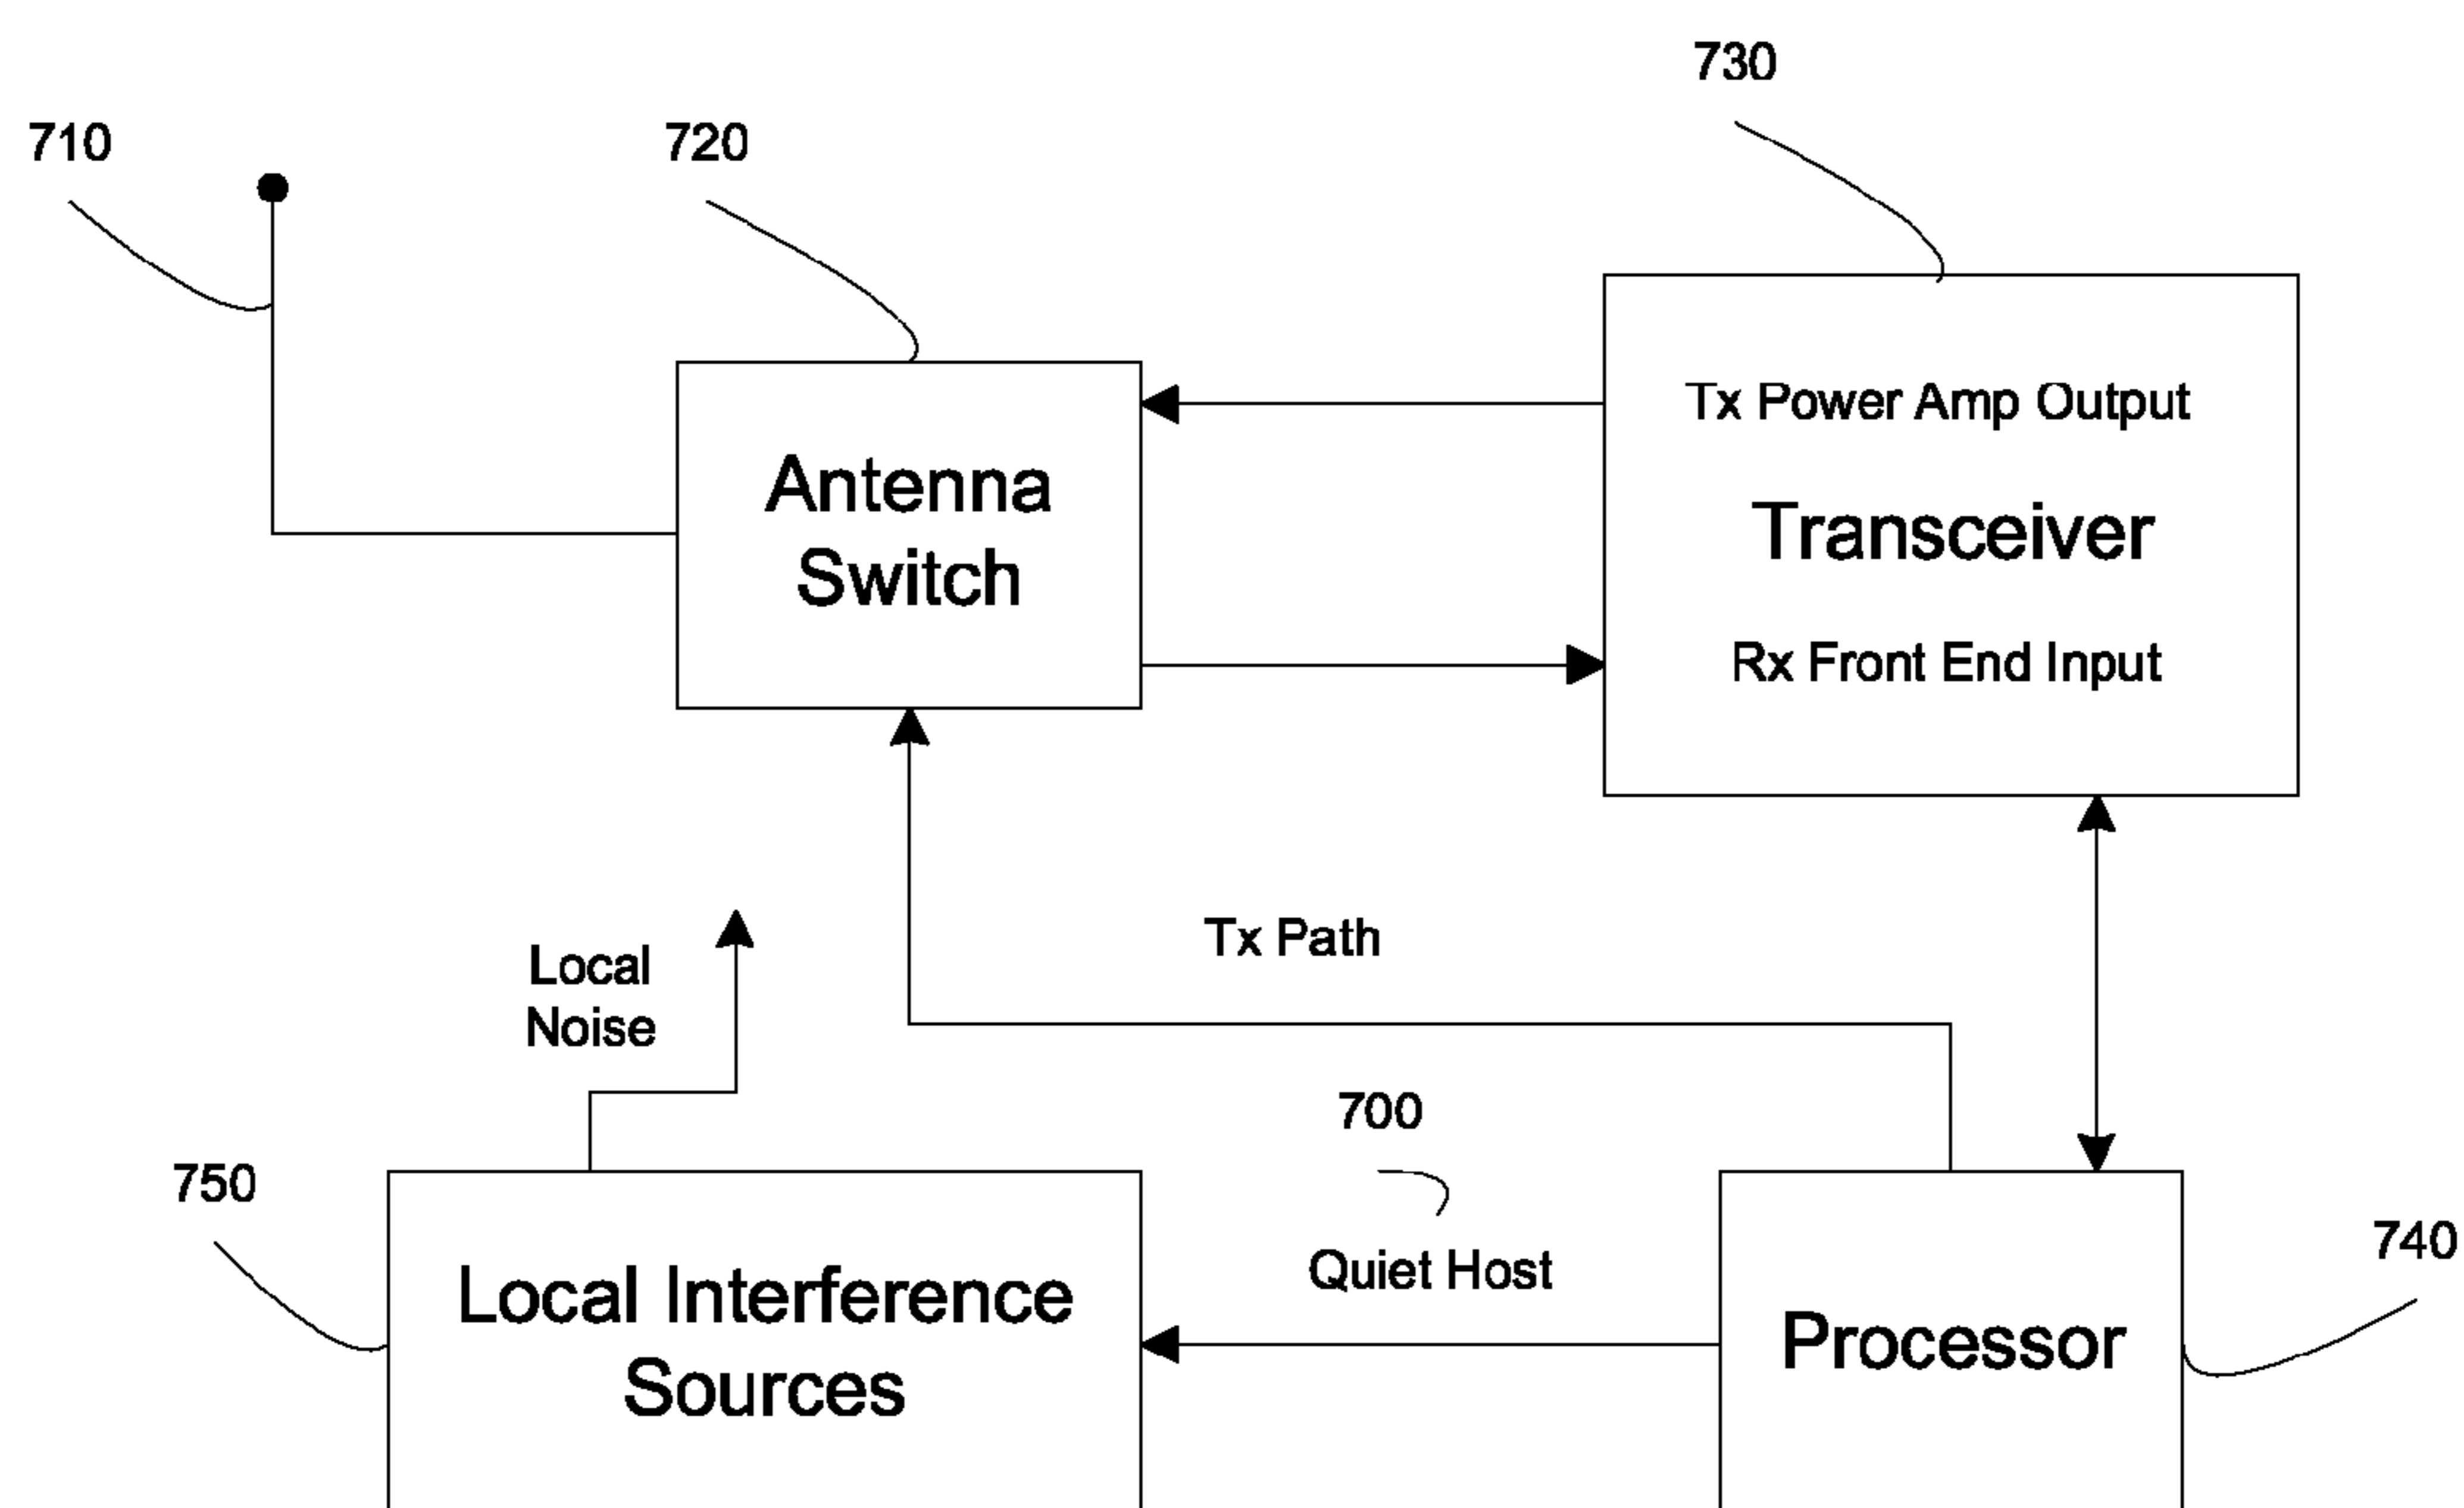 730
710
720
Tx Power Amp Output
Antenna
Switch
Transceiver
Rx Front End Input
Tx Path
Local
Noise
700
750
740
Quiet Host
Local Interference
Sources
Processor